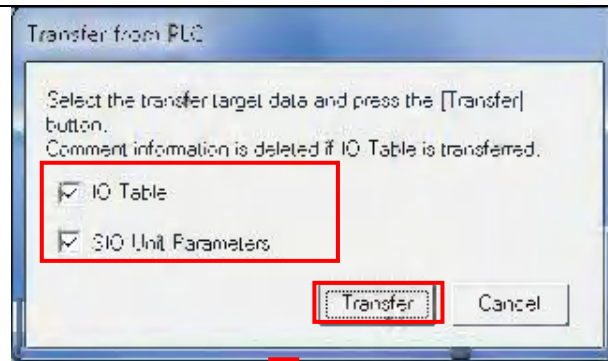 Transfer from PLC
Select the transfer target data and press the [Transfer]
button.
Comment information is deleted if IO Table is transferred.
IO Table
SIO Unit Parameters
Transfer
Cancel